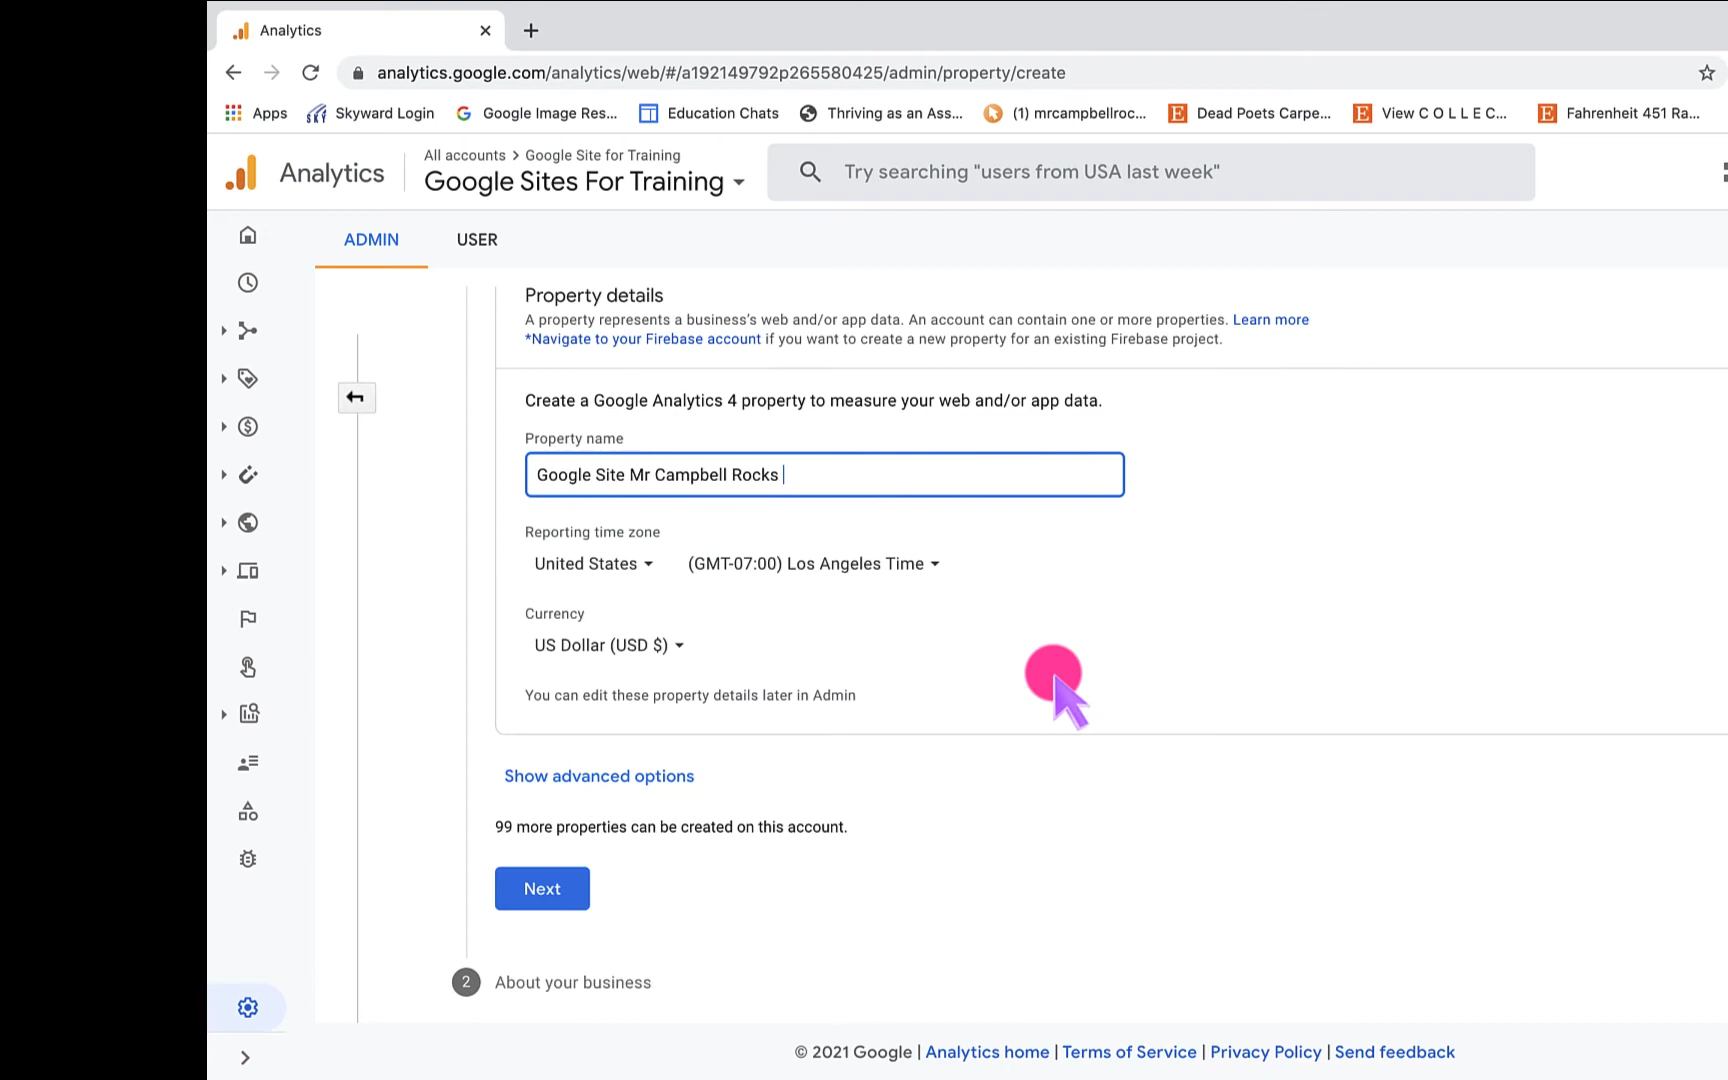 Analytics
analytics.google.com/analytics/web/#/a192149792p265580425/admin/property/create
Apps Skyward Login Google Image Res... Education Chats Thriving as an Ass... (1) mrcampbellroc... Dead Poets Carpe... View C O L L E C... Fahrenheit 451 Ra...
Analytics
All accounts > Google Site for Training
Google Sites For Training
Try searching "users from USA last week"
ADMIN USER
Property details
A property represents a business's web and/or app data. An account can contain one or more properties. Learn more
*Navigate to your Firebase account if you want to create a new property for an existing Firebase project.
Create a Google Analytics 4 property to measure your web and/or app data.
Property name
Google Site Mr Campbell Rocks
Reporting time zone
United States (GMT-07:00) Los Angeles Time
Currency
US Dollar (USD $)
You can edit these property details later in Admin
Show advanced options
99 more properties can be created on this account.
Next
2 About your business
© 2021 Google | Analytics home | Terms of Service | Privacy Policy | Send feedback